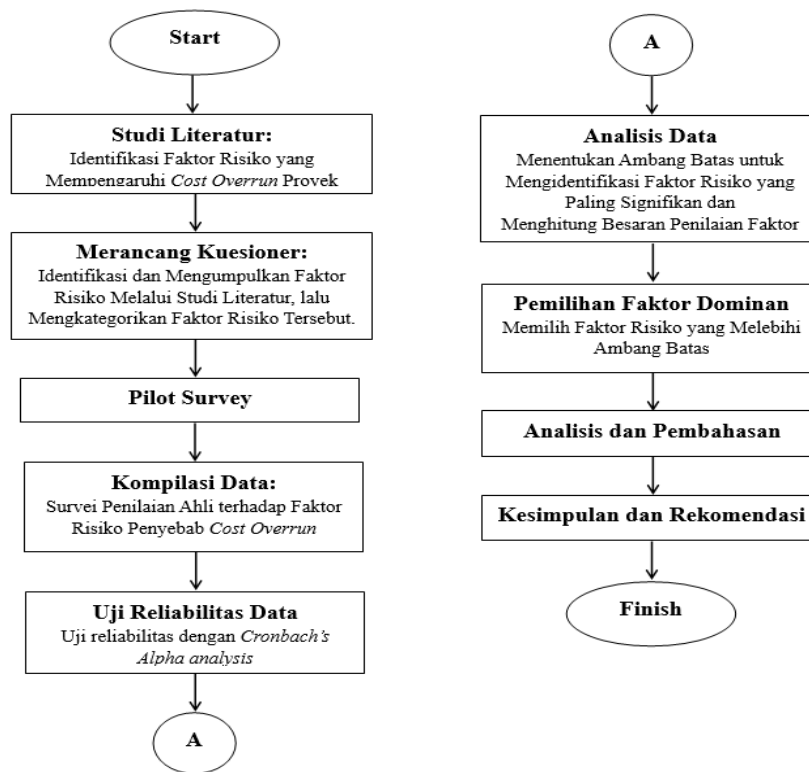 Start
Studi Literatur:
Identifikasi Faktor Risiko yang
Mempengaruhi Cost Overrun Proyek
Merancang Kuesioner:
Identifikasi dan Mengumpulkan Faktor
Risiko Melalui Studi Literatur, lalu
Mengkategorikan Faktor Risiko Tersebut.
Pilot Survey
Kompilasi Data:
Survei Penilaian Ahli terhadap Faktor
Risiko Penyebab Cost Overrun
Uji Reliabilitas Data
Uji reliabilitas dengan Cronbach's
Alpha analysis
A
A
Analisis Data
Menentukan Ambang Batas untuk
Mengidentifikasi Faktor Risiko yang
Paling Signifikan dan
Menghitung Besaran Penilaian Faktor
Pemilihan Faktor Dominan
Memilih Faktor Risiko yang Melebihi
Ambang Batas
Analisis dan Pembahasan
Kesimpulan dan Rekomendasi
Finish